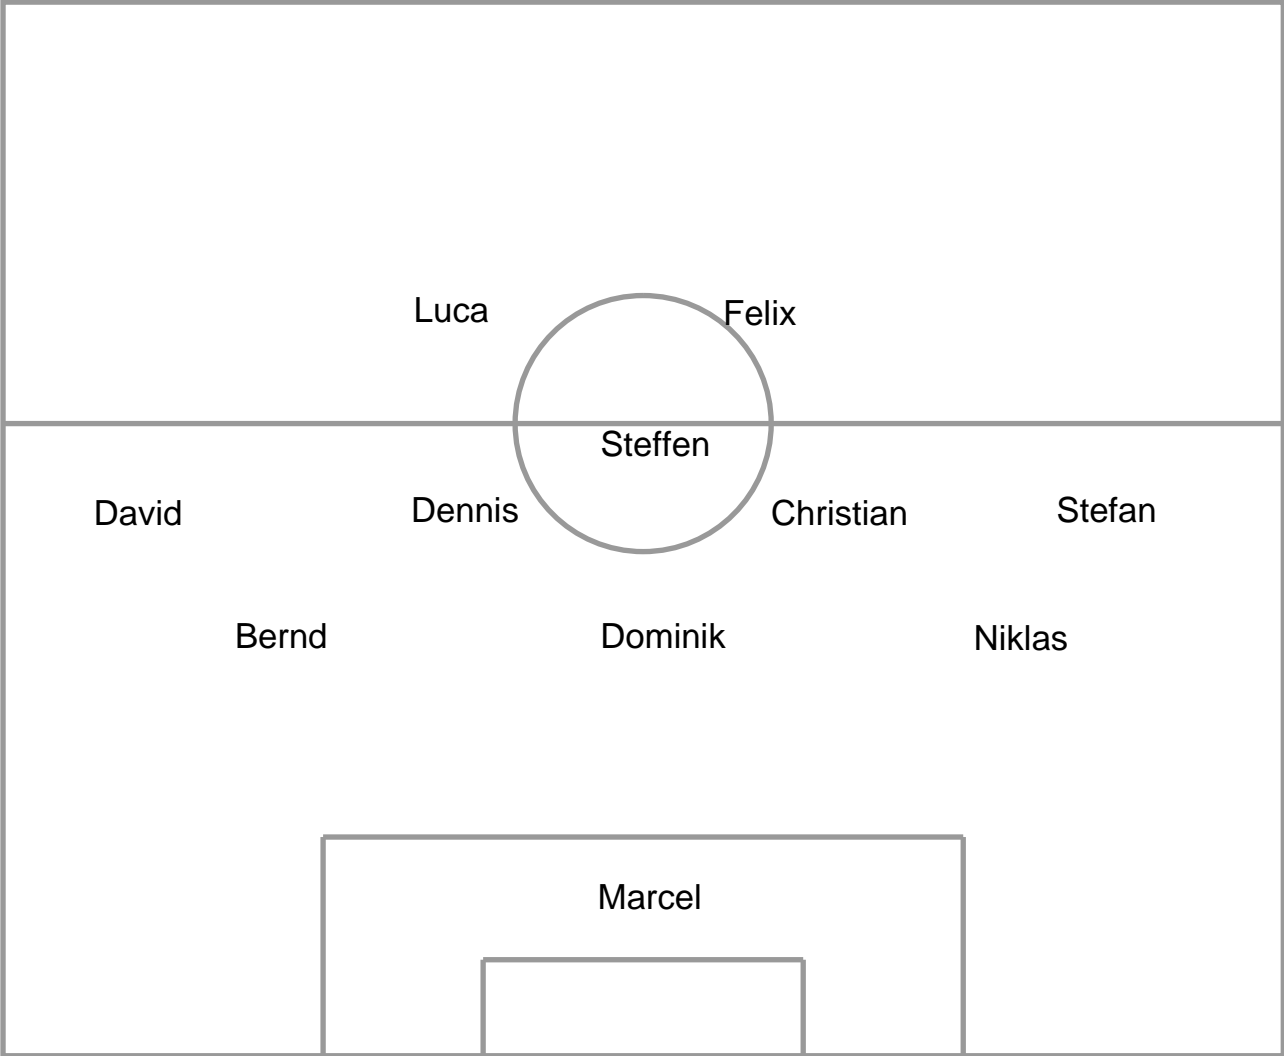 Luca Felix
Steffen
David Dennis Christian Stefan
Bernd Dominik Niklas
Marcel